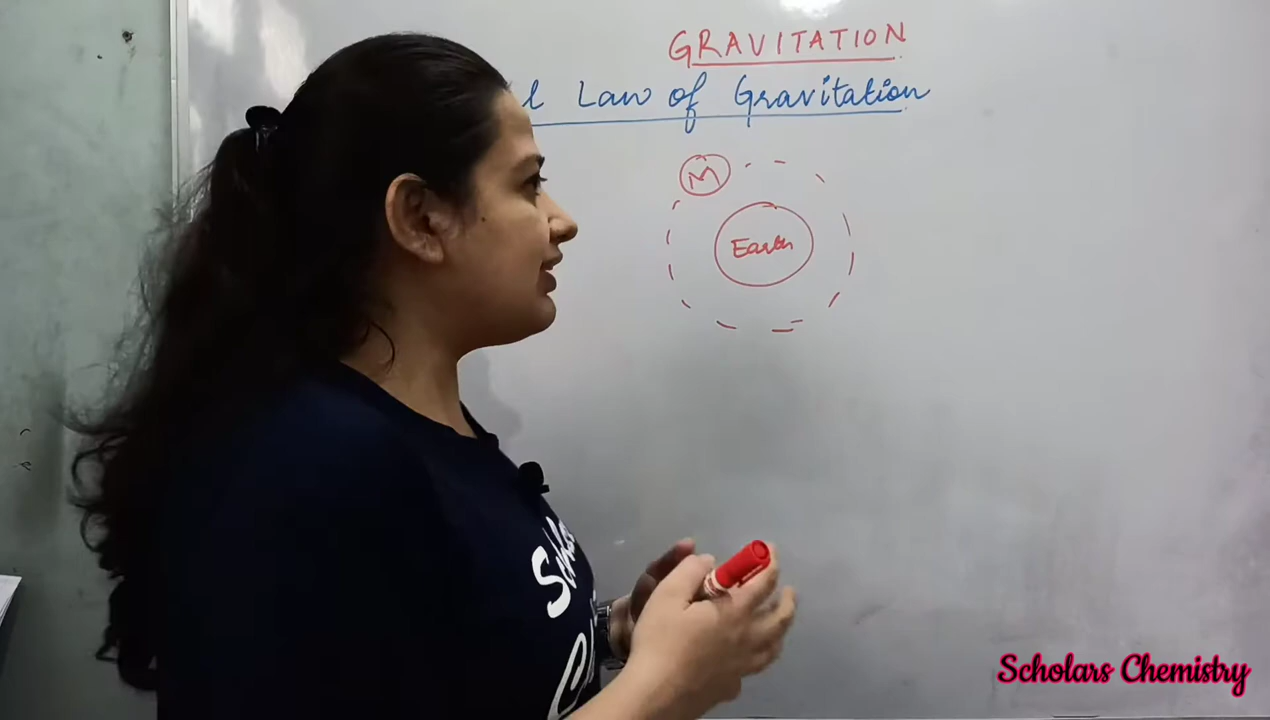 GRAVITATION
l Law of Gravitation
M
Earth
Scholars Chemistry